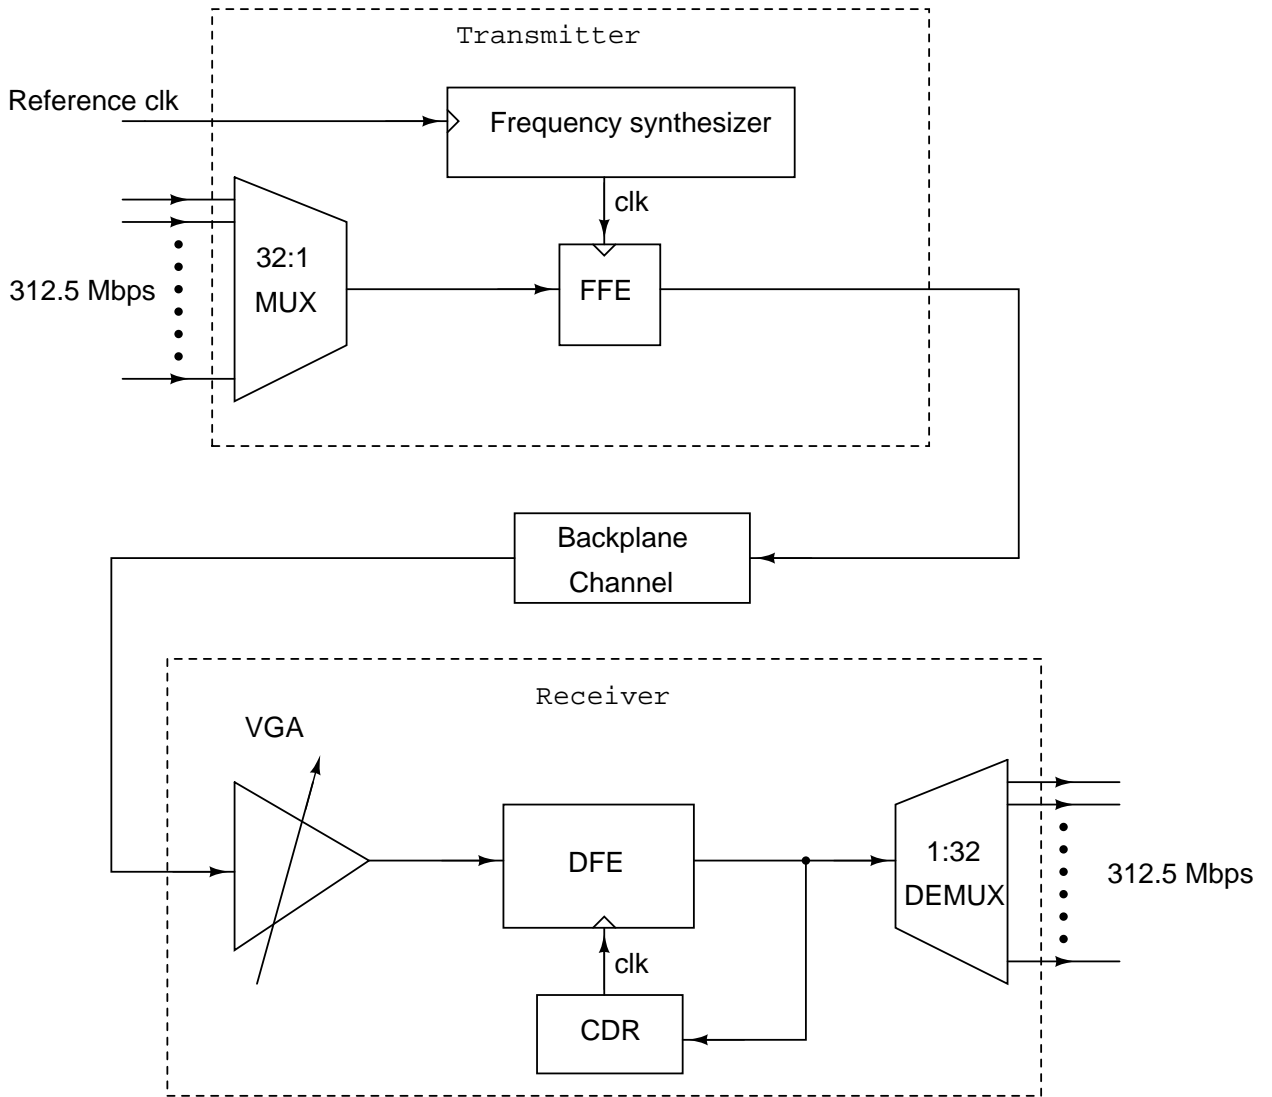 Transmitter
Reference clk
Frequency synthesizer
clk
32:1
MUX
FFE
312.5 Mbps
Backplane
Channel
Receiver
VGA
DFE
1:32
DEMUX
312.5 Mbps
clk
CDR